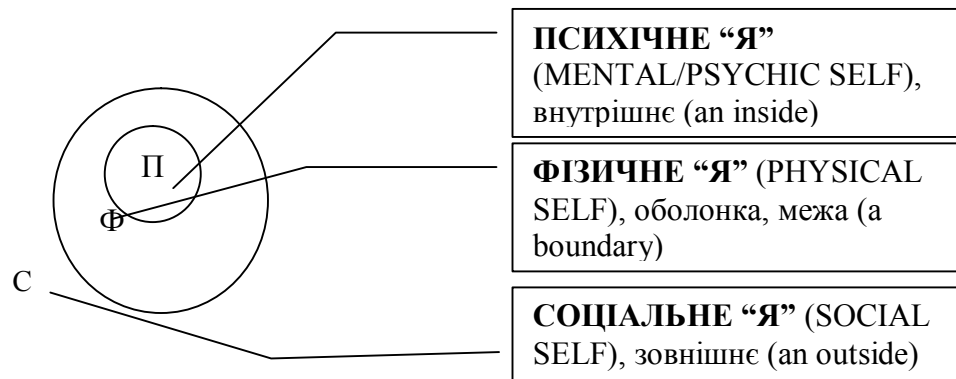 ПСИХІЧНЕ “Я”
(MENTAL/PSYCHIC SELF),
внутрішнє (an inside)
П
ФІЗИЧНЕ “Я” (PHYSICAL
SELF), оболонка, межа (a
boundary)
Ф
С
СОЦІАЛЬНЕ “Я” (SOCIAL
SELF), зовнішнє (an outside)